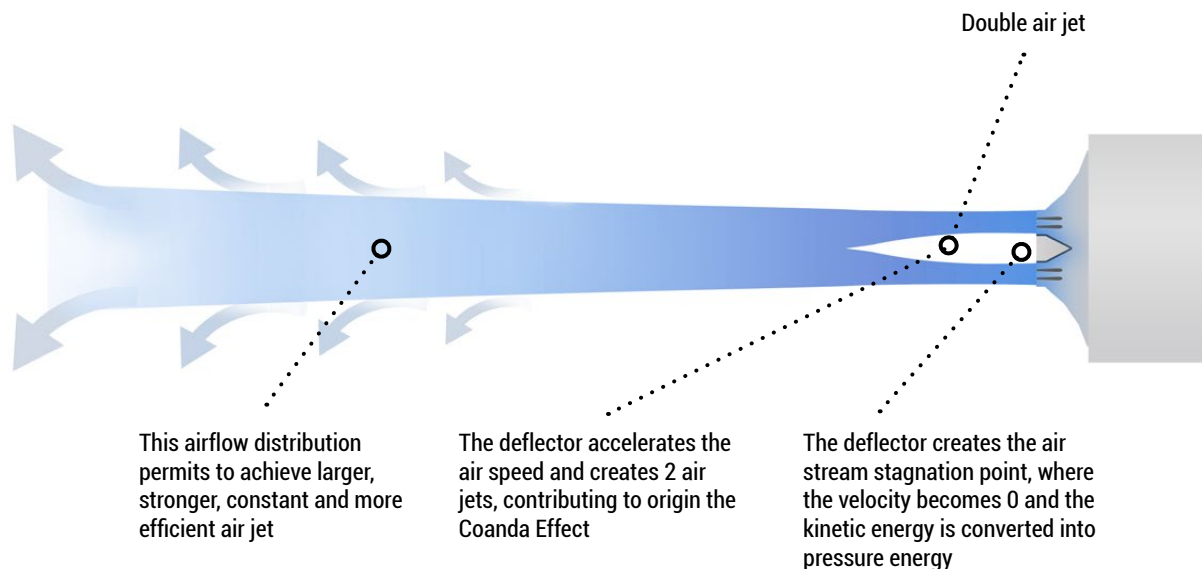 Double air jet
This airflow distribution
permits to achieve larger,
stronger, constant and more
efficient air jet
The deflector accelerates the
air speed and creates 2 air
jets, contributing to origin the
Coanda Effect
The deflector creates the air
stream stagnation point, where
the velocity becomes 0 and the
kinetic energy is converted into
pressure energy